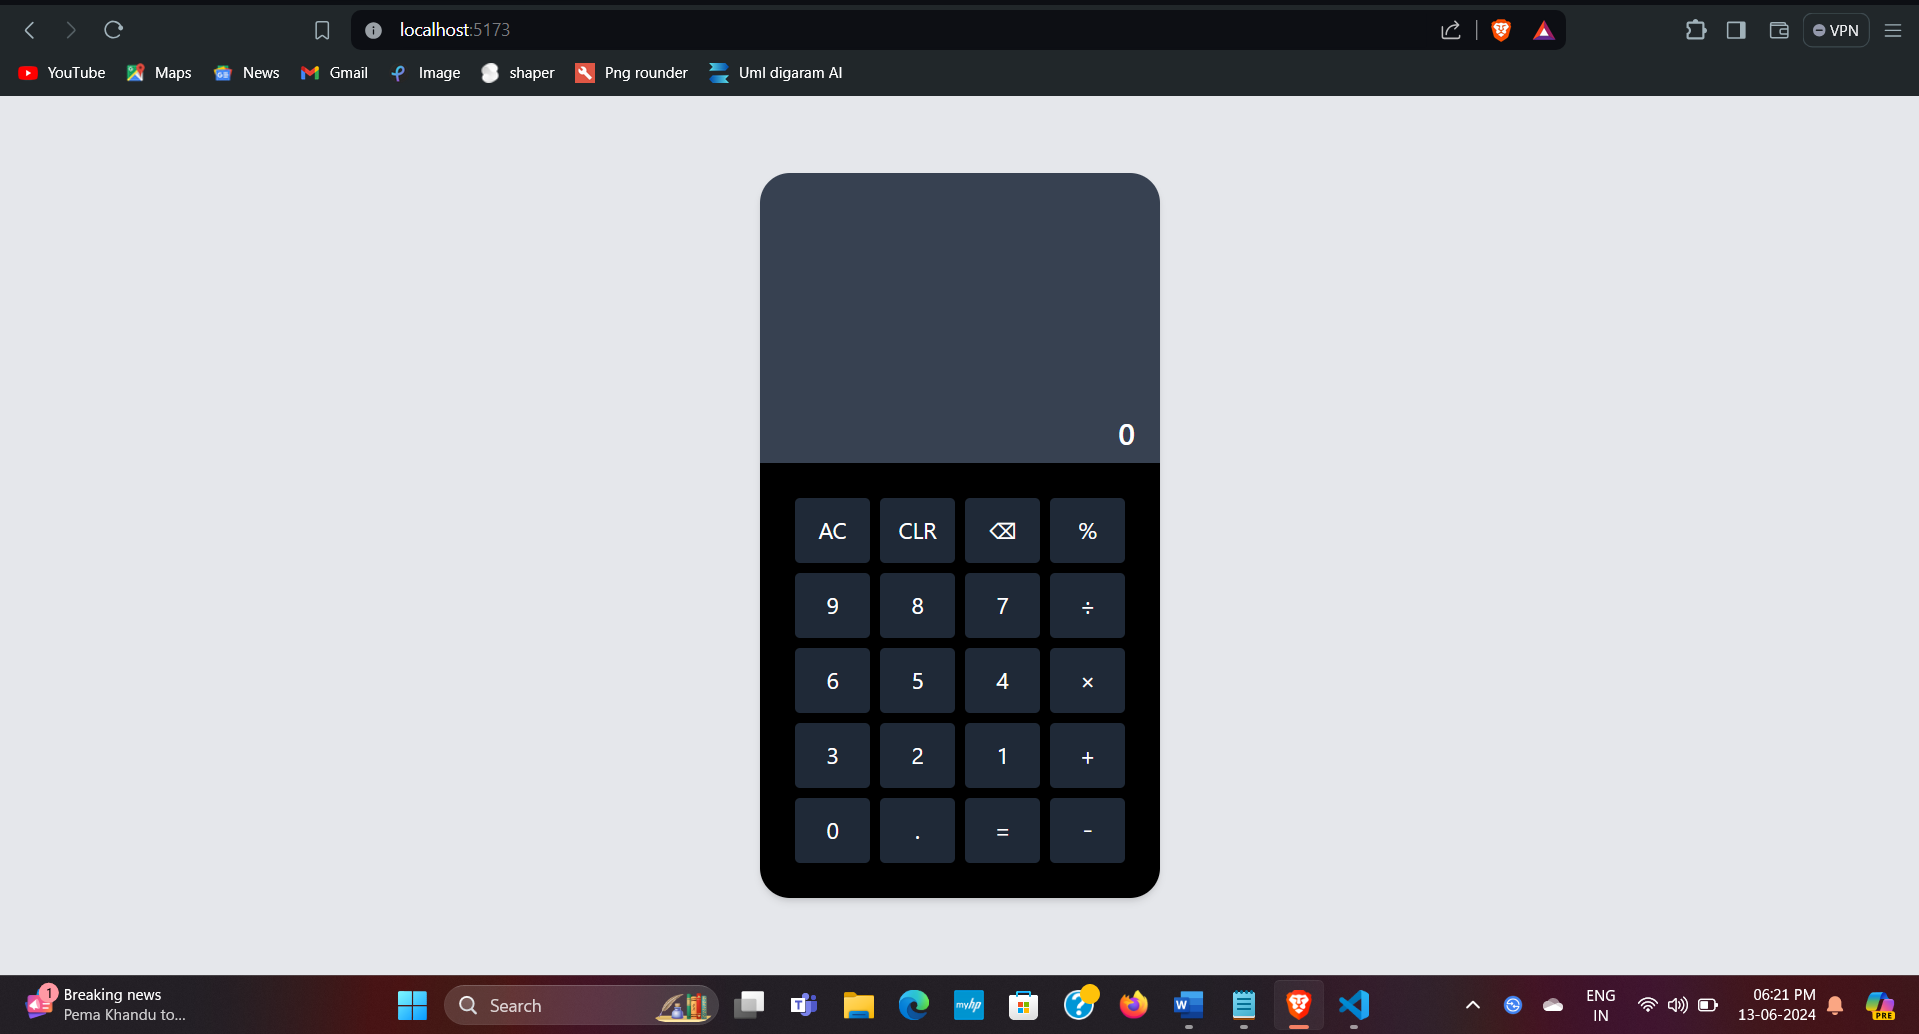 localhost:5173
VPN
YouTube Maps News Gmail Image shaper Png rounder Uml digaram AI
0
AC CLR ⌫ %
9 8 7 ÷
6 5 4 ×
3 2 1 +
0 . = -
1 Breaking news
Pema Khandu to...
Search
T
myhp
?
W
PRE
ENG
IN
06:21 PM
13-06-2024